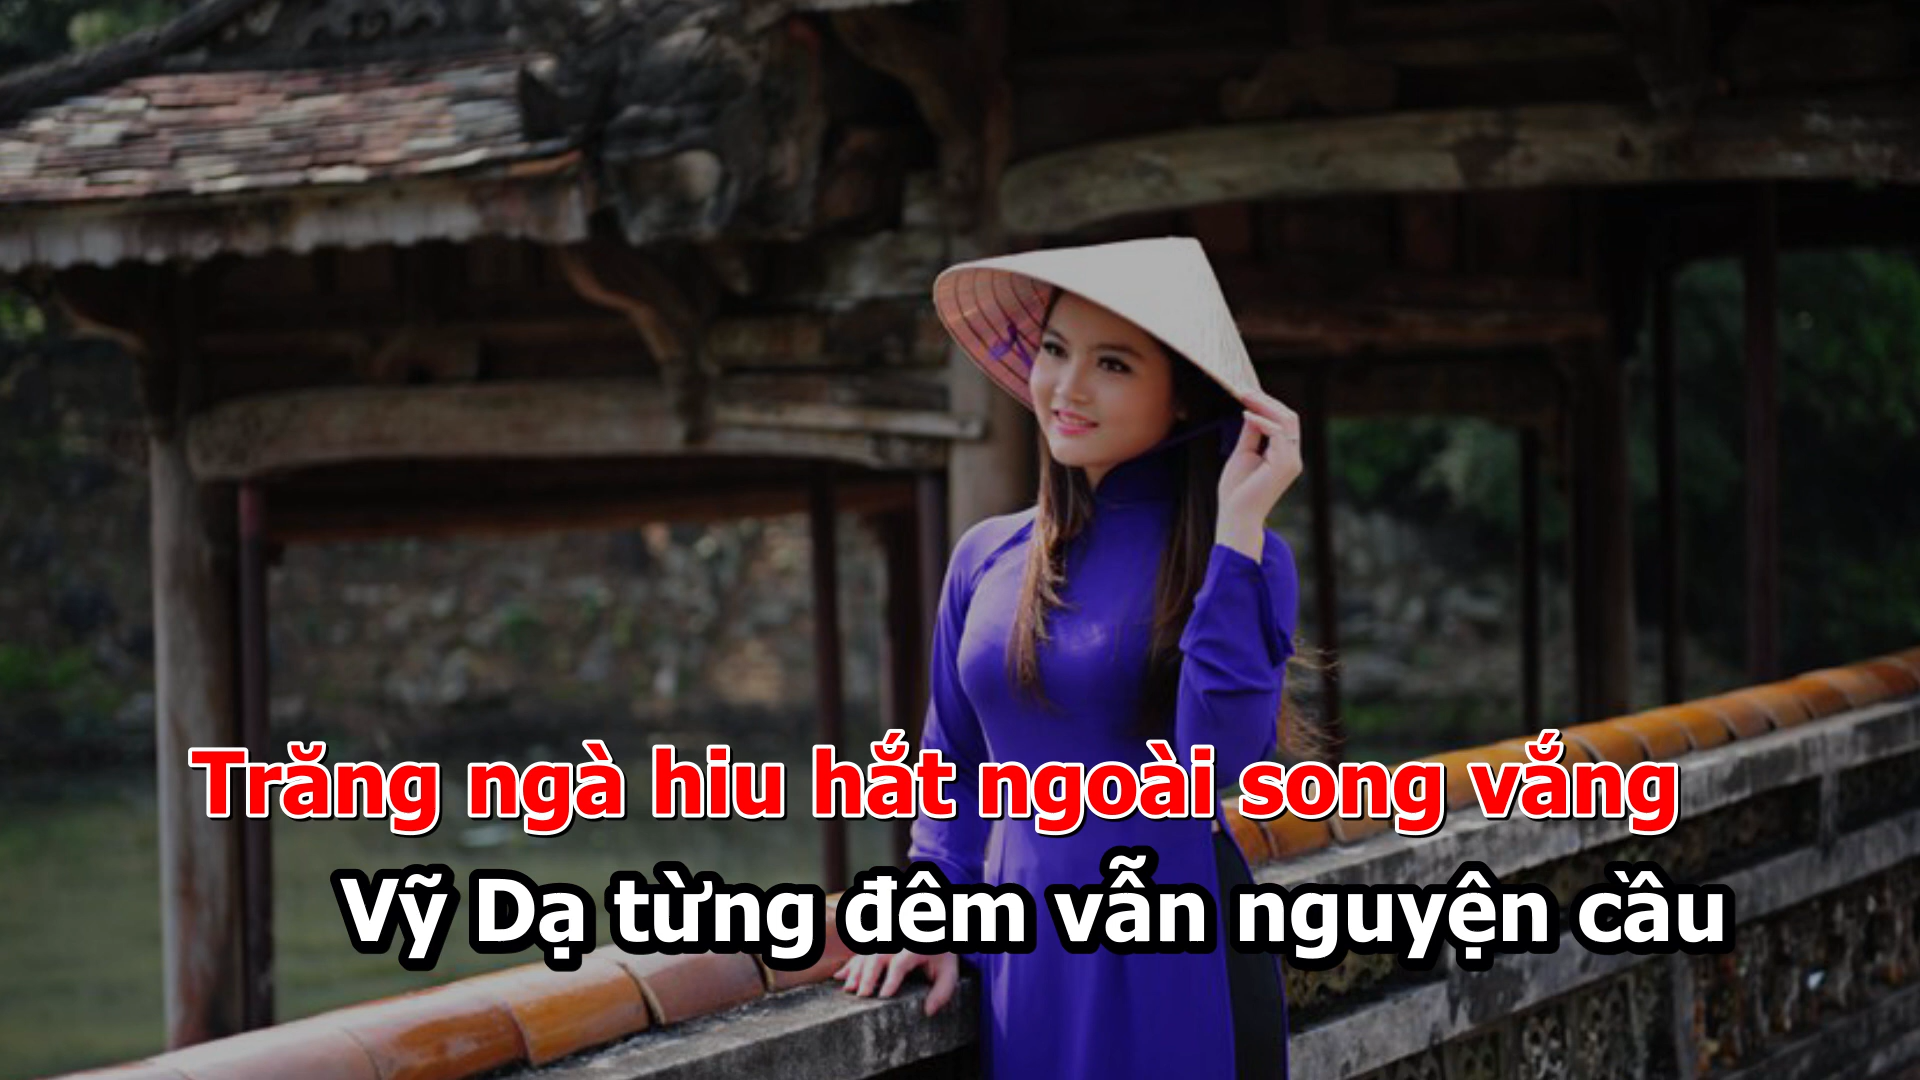 Trăng ngà hiu hắt ngoài song vắng
Vỹ Dạ từng đêm vẫn nguyện cầu